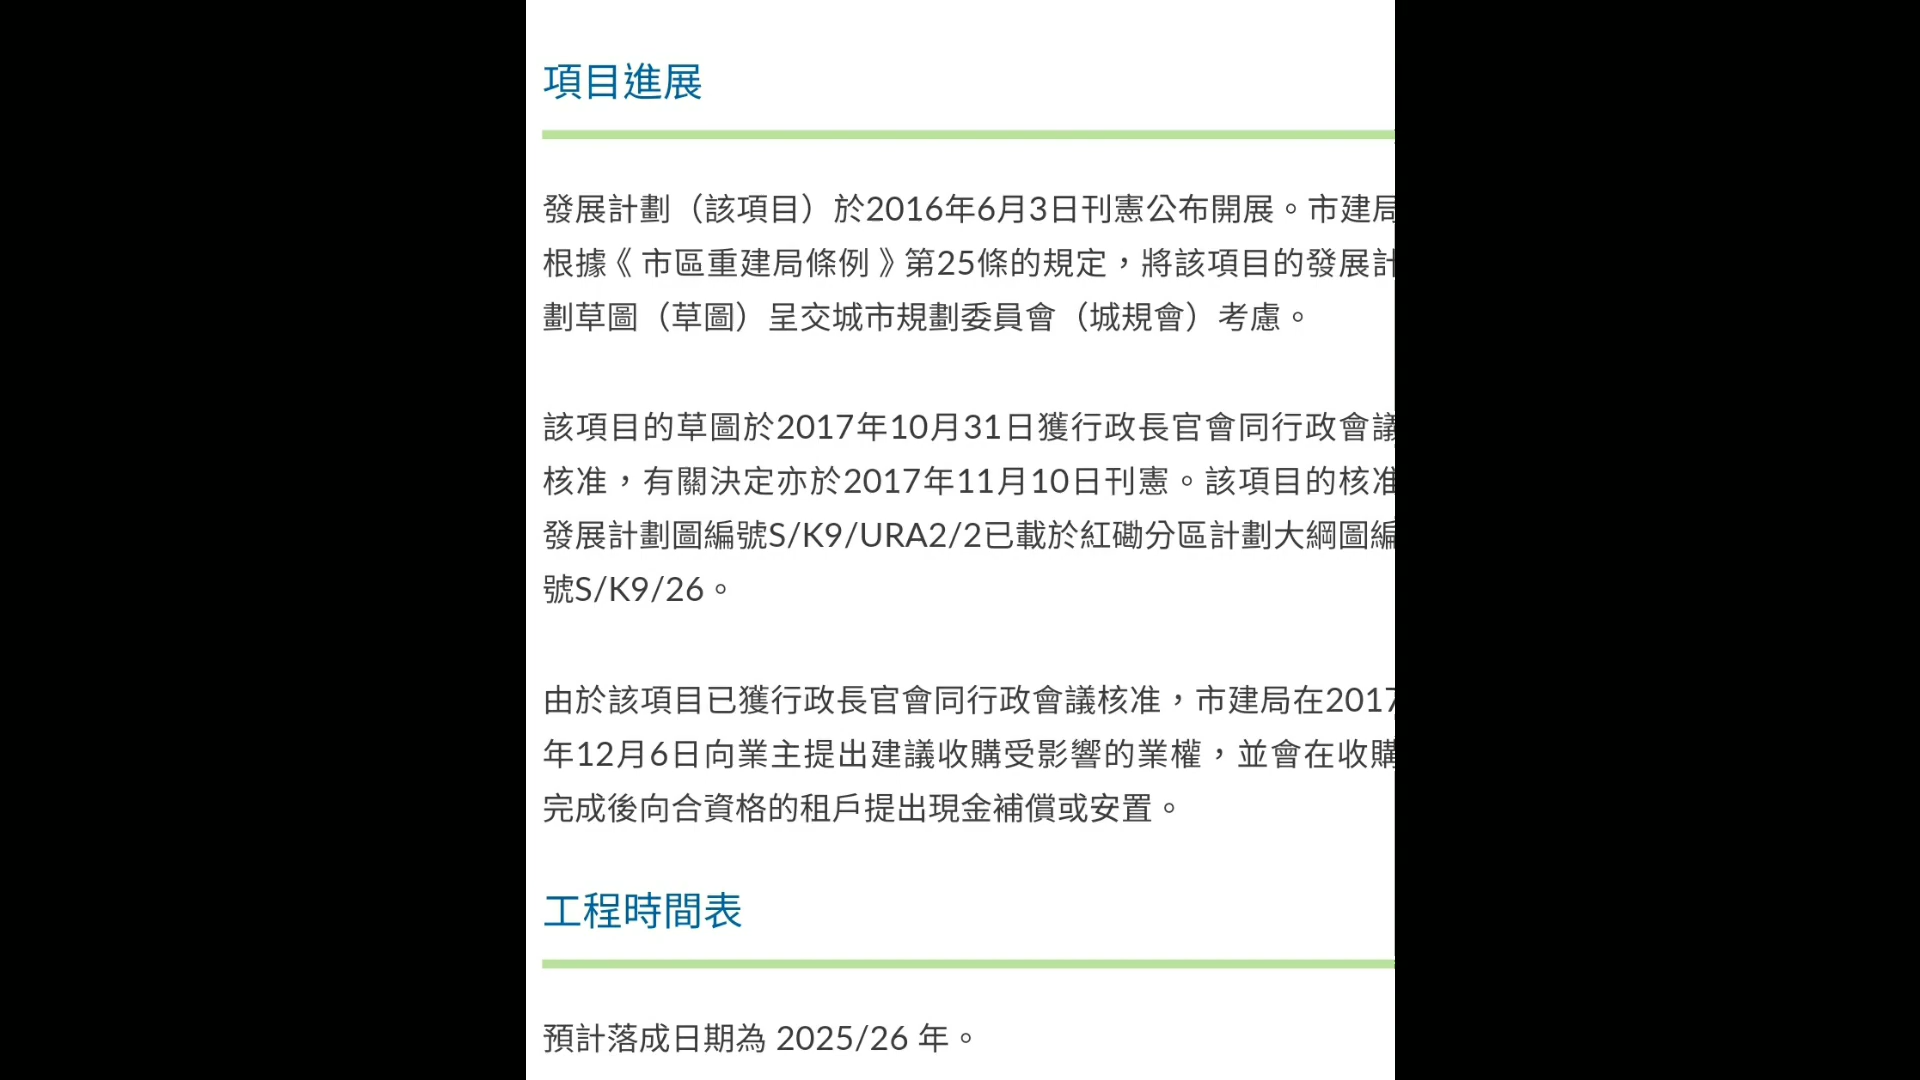 項目進展
發展計劃（該項目）於2016年6月3日刊憲公布開展。市建局
根據《 市區重建局條例 》第25條的規定，將該項目的發展計
劃草圖（草圖）呈交城市規劃委員會（城規會）考慮。
該項目的草圖於2017年10月31日獲行政長官會同行政會議
核准，有關決定亦於2017年11月10日刊憲。該項目的核准
發展計劃圖編號S/K9/URA2/2已載於紅磡分區計劃大綱圖編
號S/K9/26。
由於該項目已獲行政長官會同行政會議核准，市建局在2017
年12月6日向業主提出建議收購受影響的業權，並會在收購
完成後向合資格的租戶提出現金補償或安置。
工程時間表
預計落成日期為 2025/26 年。